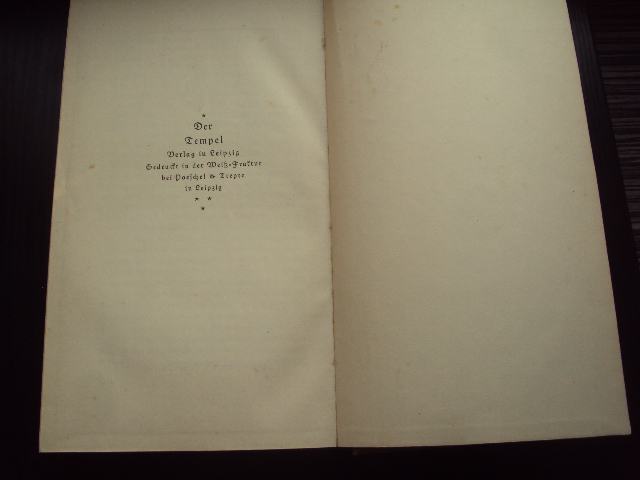 *
Der
Tempel
Verlag in Leipzig
Gedruckt in der Weiß-Fraktur
bei Poeschel & Trepte
in Leipzig
* *
*